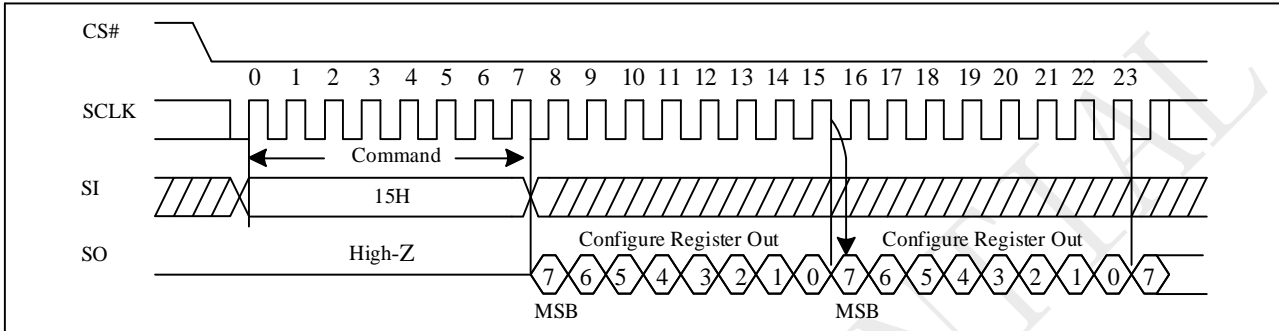 CS#
0 1 2 3 4 5 6 7 8 9 10 11 12 13 14 15 16 17 18 19 20 21 22 23
SCLK
Command
SI
15H
SO
High-Z
Configure Register Out
Configure Register Out
7 6 5 4 3 2 1 0 7 6 5 4 3 2 1 0 7
MSB
MSB